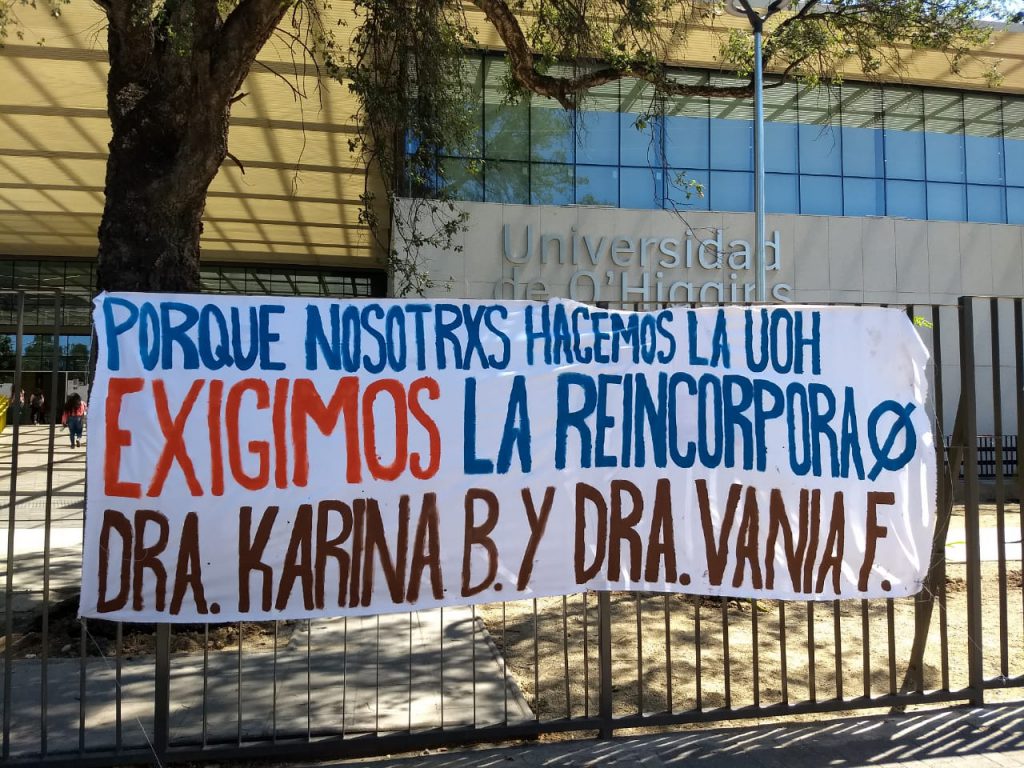 Universidad
de O'Higgins
PORQUE NOSOTRXS HACEMOS LA UOH
EXIGIMOS LA REINCORPORAØ
DRA. KARINA B. Y DRA. VANIA F.